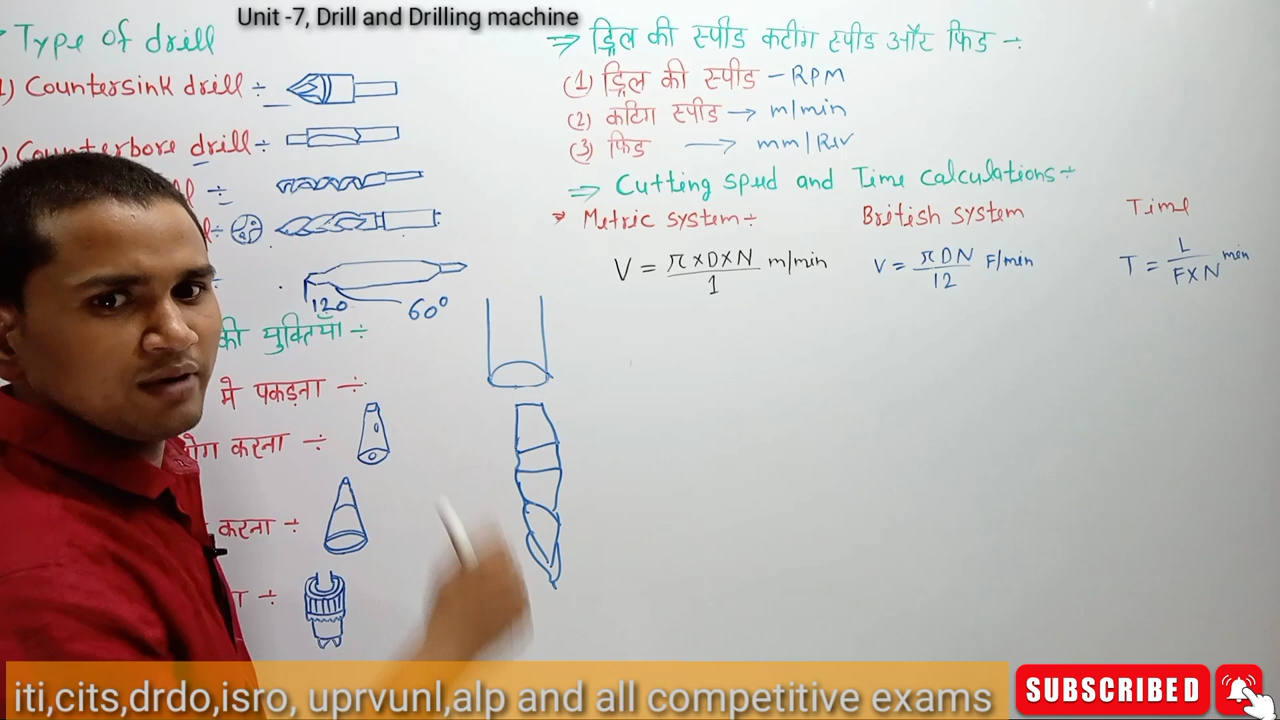 Unit -7, Drill and Drilling machine
Type of drill
1) Countersink drill ÷
) Counterbore drill ÷
÷
÷
120
60°
की युक्तियाँ ÷
मे पकड़ना ÷
करना ÷
करना ÷
÷
⇒ ड्रिल की स्पीड कटींग स्पीड और फिड ÷
(1) ड्रिल की स्पीड – RPM
(2) कटिंग स्पीड → m/min
(3) फिड → mm/Rev
⇒ Cutting speed and Time calculations ÷
Metric system ÷
V = π×D×N/1 m/min
British system
V = πDN/12 F/min
Time
T = L/F×N min
iti,cits,drdo,isro, uprvunl,alp and all competitive exams
SUBSCRIBED